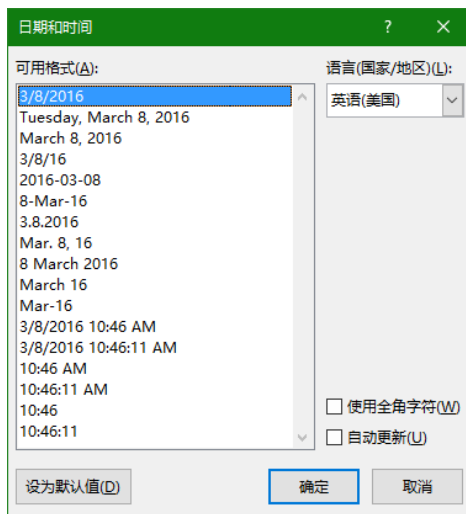 日期和时间
可用格式(A):
语言(国家/地区)(L):
3/8/2016
英语(美国)
Tuesday, March 8, 2016
March 8, 2016
3/8/16
2016-03-08
8-Mar-16
3.8.2016
Mar. 8, 16
8 March 2016
March 16
Mar-16
3/8/2016 10:46 AM
3/8/2016 10:46:11 AM
10:46 AM
10:46:11 AM
10:46
10:46:11
使用全角字符(W)
自动更新(U)
设为默认值(D)
确定
取消